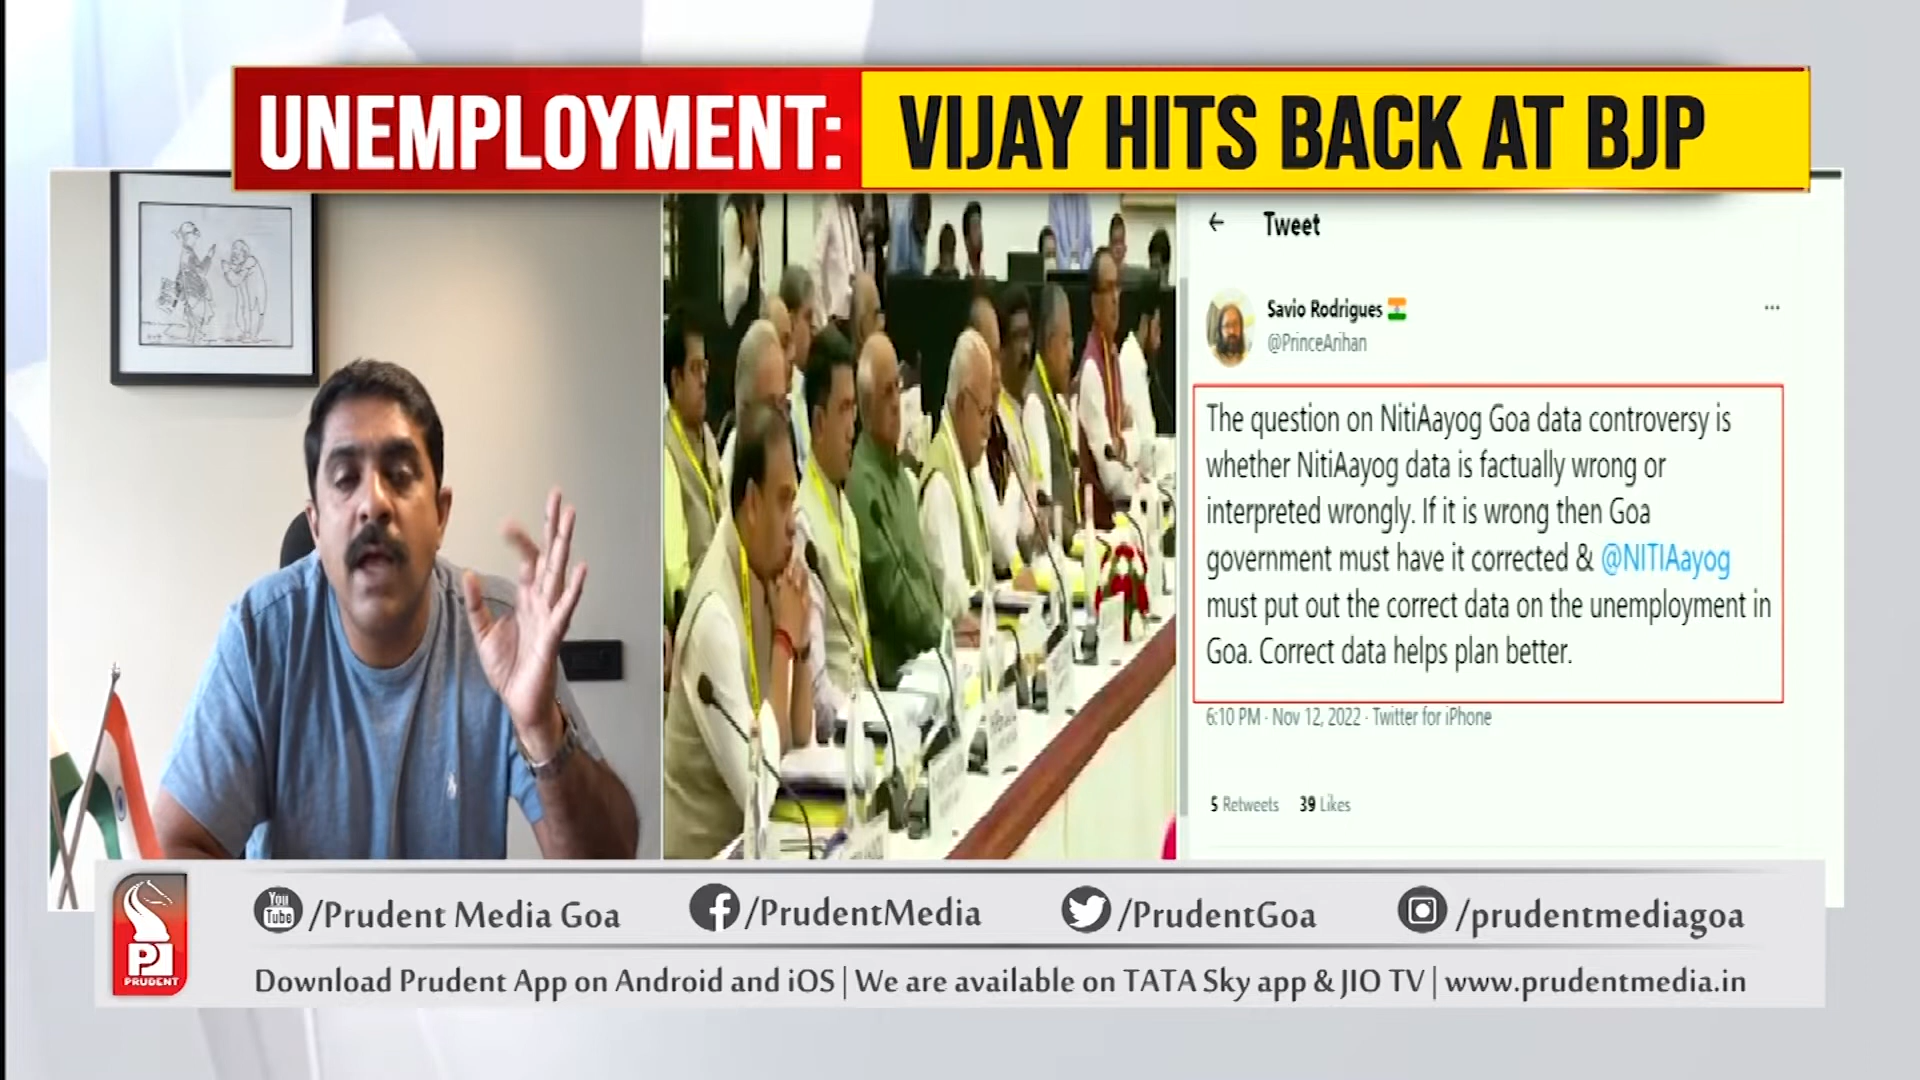 UNEMPLOYMENT: VIJAY HITS BACK AT BJP
Tweet
Savio Rodrigues
@PrinceArihan
The question on NitiAayog Goa data controversy is
whether NitiAayog data is factually wrong or
interpreted wrongly. If it is wrong then Goa
government must have it corrected & @NITIAayog
must put out the correct data on the unemployment in
Goa. Correct data helps plan better.
6:10 PM · Nov 12, 2022 · Twitter for iPhone
5 Retweets 39 Likes
You Tube /Prudent Media Goa /PrudentMedia /PrudentGoa /prudentmediagoa
PRUDENT
Download Prudent App on Android and iOS | We are available on TATA Sky app & JIO TV | www.prudentmedia.in